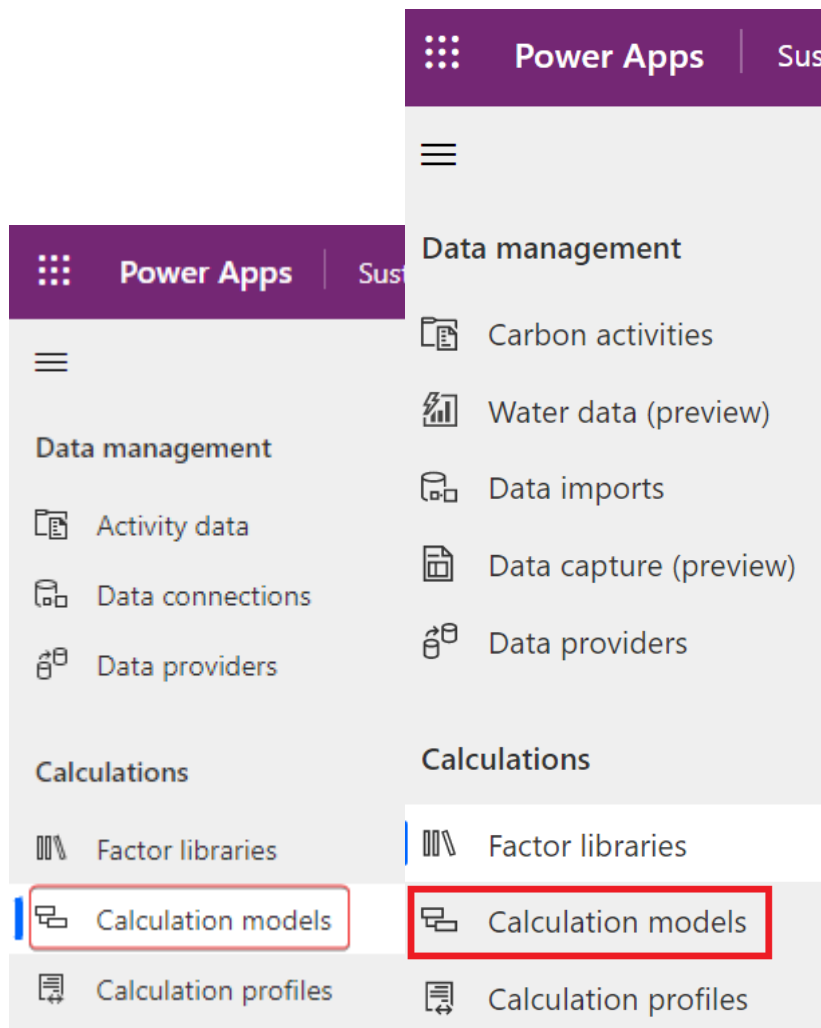 Power Apps
Sus
Data management
Activity data
Data connections
Data providers
Calculations
Factor libraries
Calculation models
Calculation profiles
Power Apps
Sus
Data management
Carbon activities
Water data (preview)
Data imports
Data capture (preview)
Data providers
Calculations
Factor libraries
Calculation models
Calculation profiles